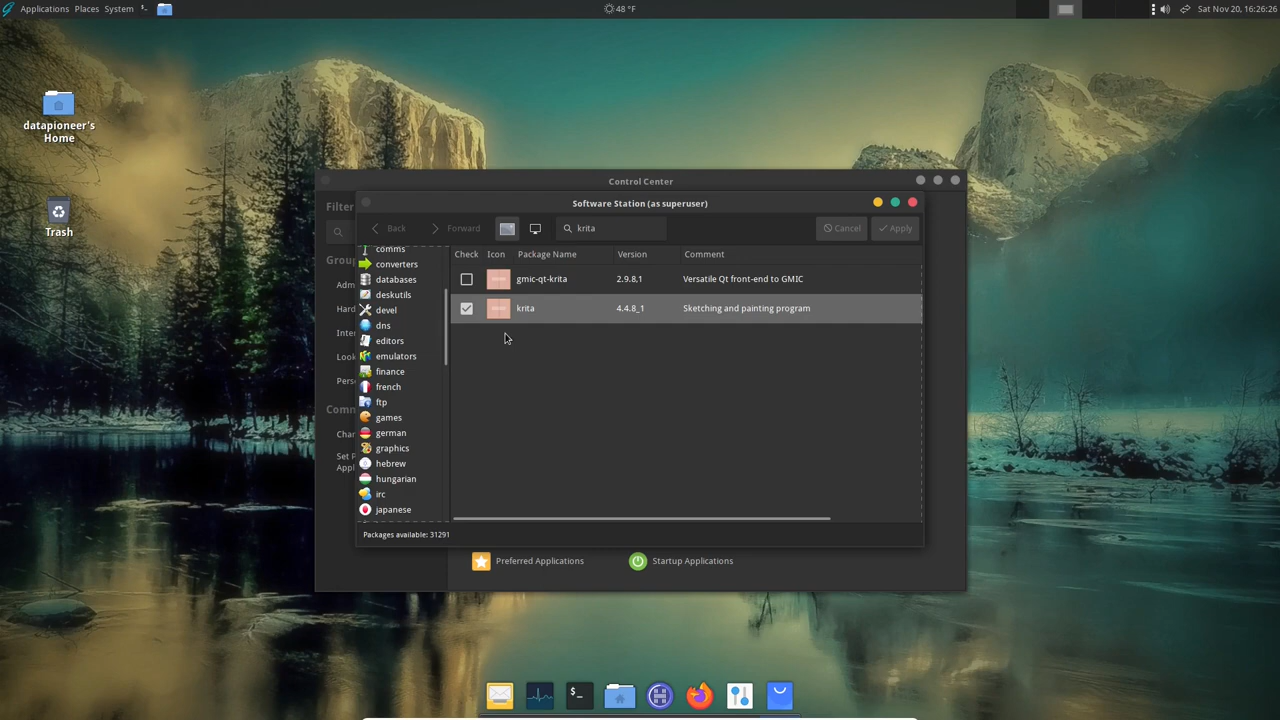 Applications Places System
48 °F
Sat Nov 20, 16:26:26
datapioneer's
Home
Trash
Control Center
Filter
Software Station (as superuser)
Back
Forward
krita
Cancel
Apply
Check Icon Package Name Version Comment
gmic-qt-krita 2.9.8,1 Versatile Qt front-end to GMIC
krita 4.4.8_1 Sketching and painting program
comms
converters
databases
deskutils
devel
dns
editors
emulators
finance
french
ftp
games
german
graphics
hebrew
hungarian
irc
japanese
Packages available: 31291
Preferred Applications
Startup Applications